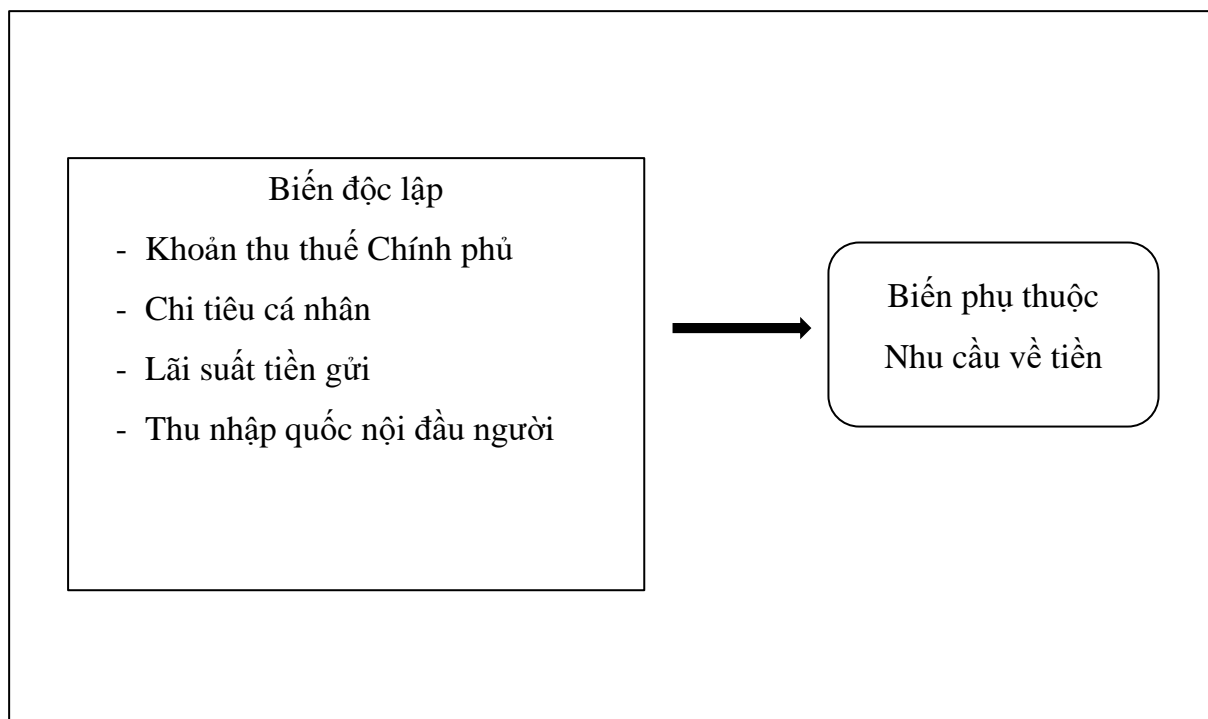 Biến độc lập
- Khoản thu thuế Chính phủ
- Chi tiêu cá nhân
- Lãi suất tiền gửi
- Thu nhập quốc nội đầu người
Biến phụ thuộc
Nhu cầu về tiền